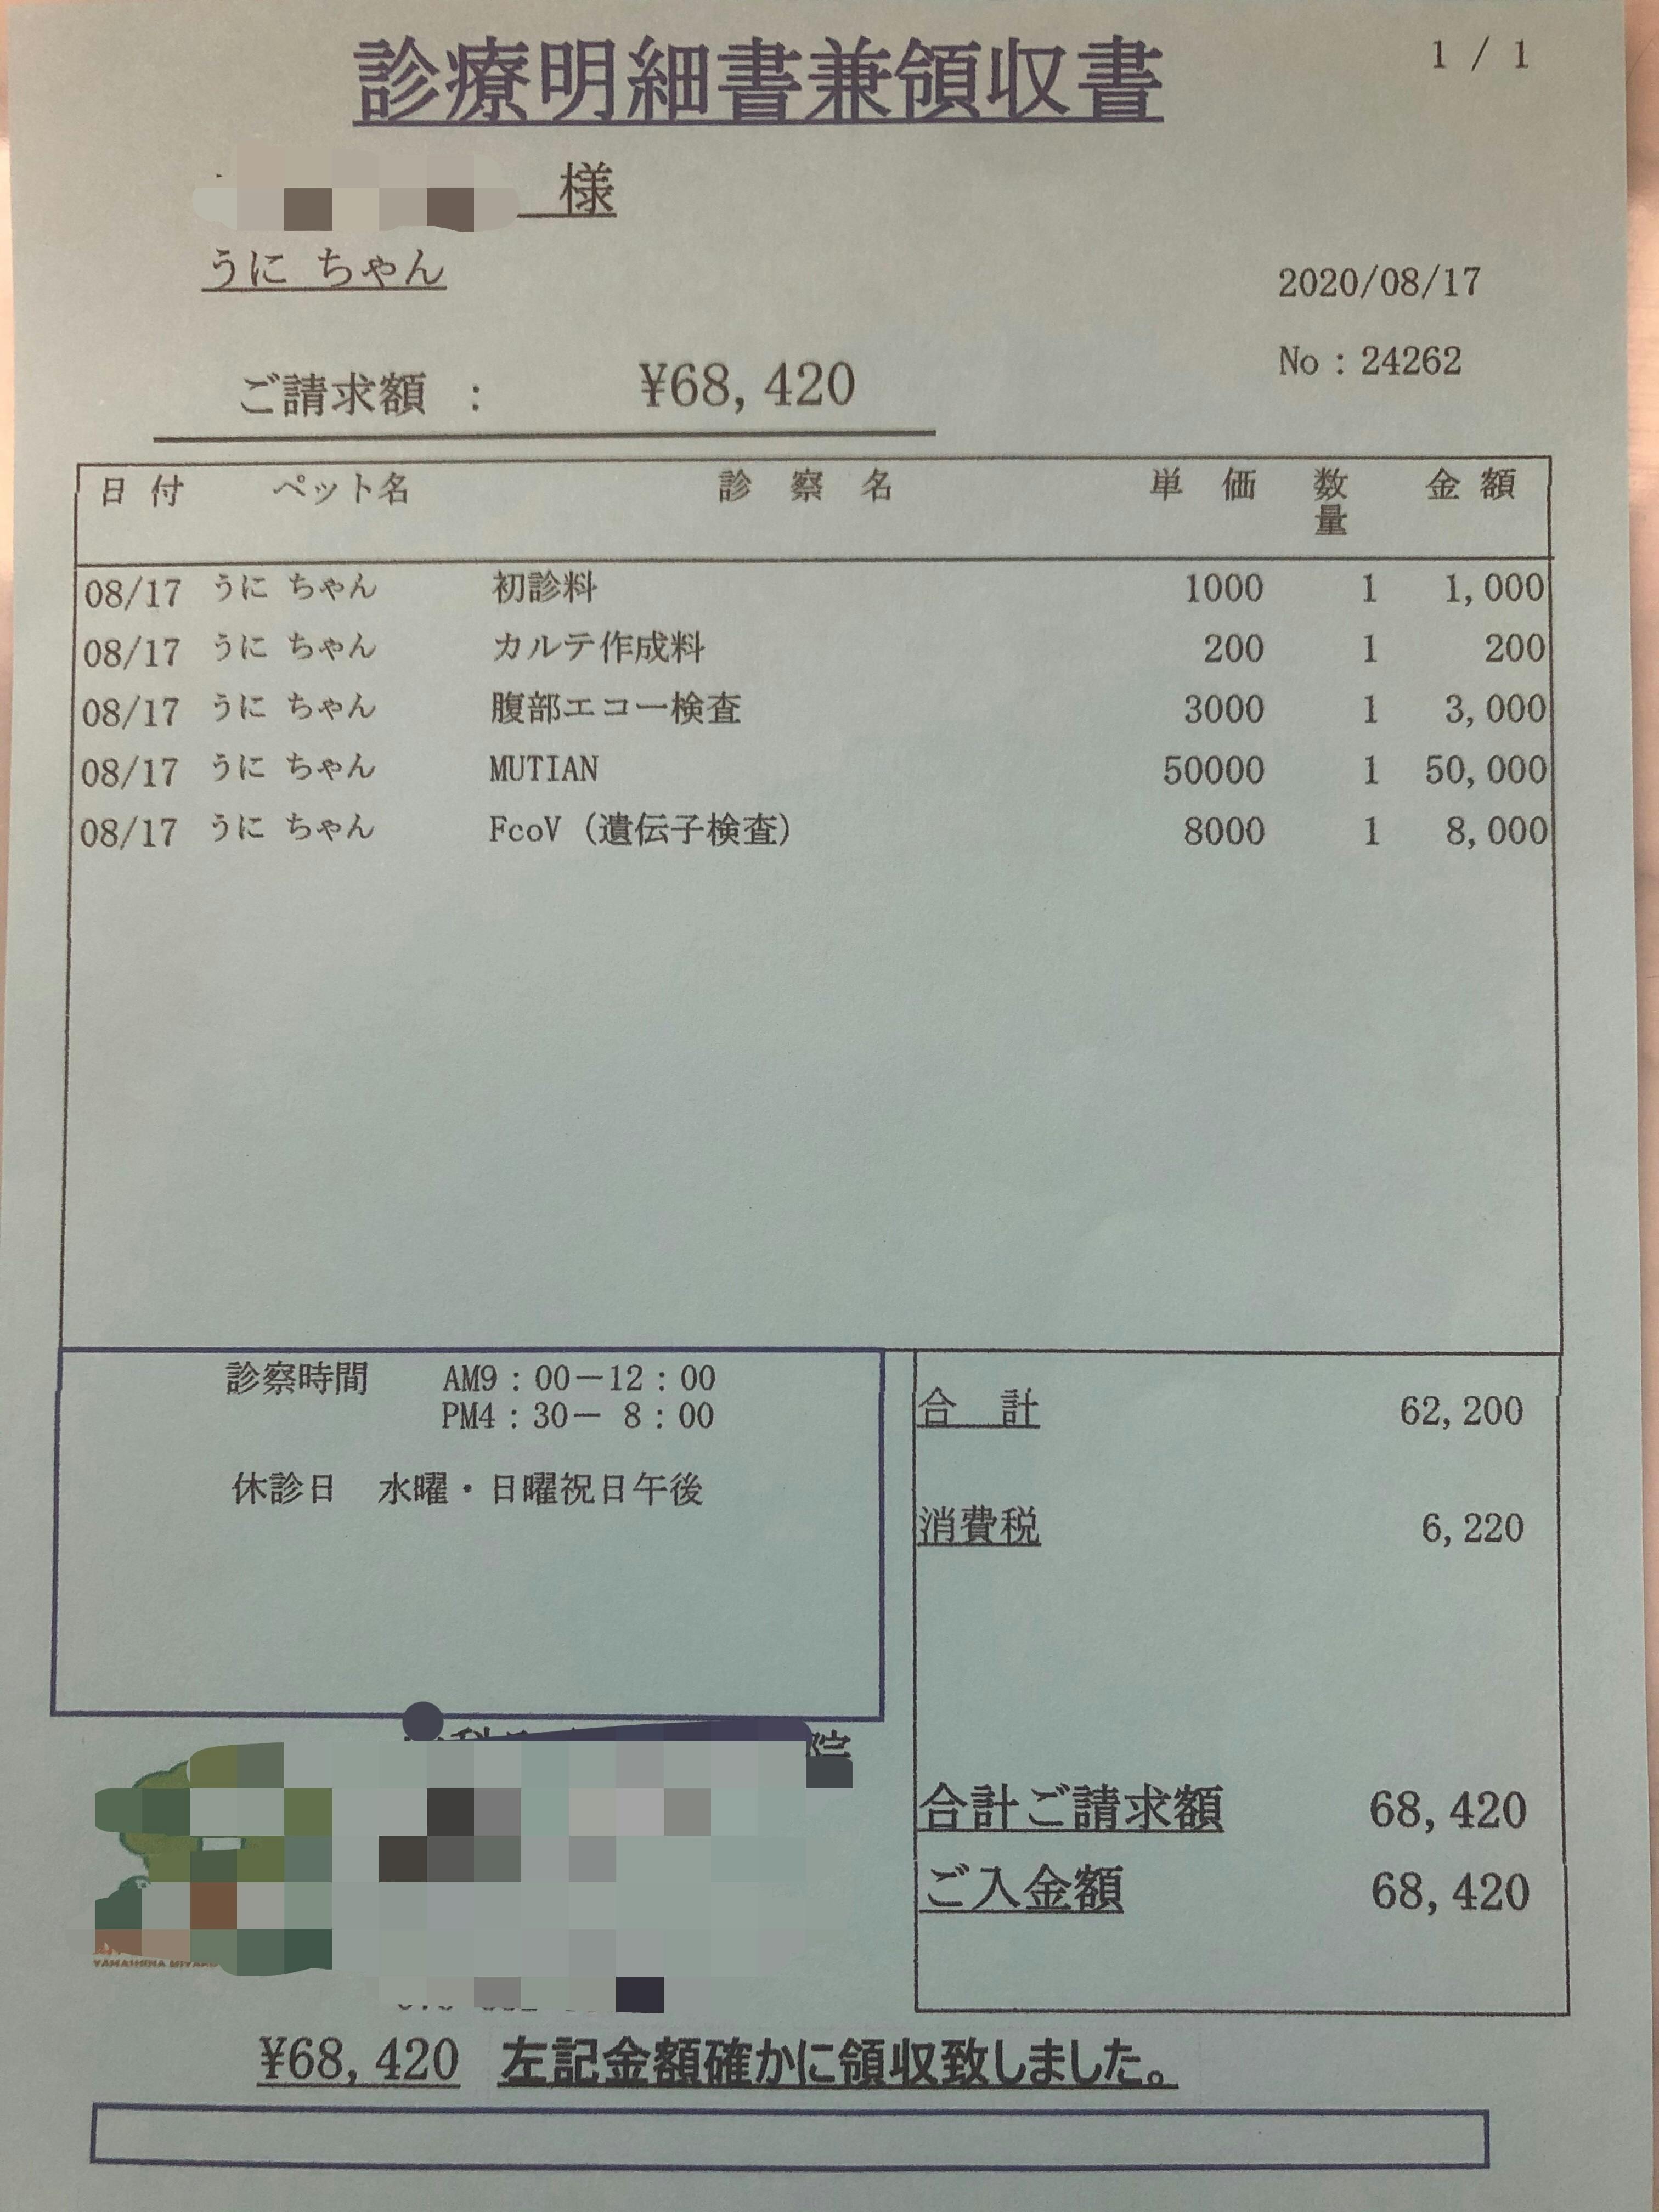 診療明細書兼領収書
1 / 1
様
うに ちゃん
2020/08/17
No：24262
ご請求額 ： ¥68,420
日 付 ペット名 診 察 名 単 価 数量 金 額
08/17 うに ちゃん 初診料 1000 1 1,000
08/17 うに ちゃん カルテ作成料 200 1 200
08/17 うに ちゃん 腹部エコー検査 3000 1 3,000
08/17 うに ちゃん MUTIAN 50000 1 50,000
08/17 うに ちゃん FcoV（遺伝子検査） 8000 1 8,000
診察時間 AM9：00－12：00
PM4：30－ 8：00
休診日 水曜・日曜祝日午後
合 計 62,200
消費税 6,220
合計ご請求額 68,420
ご入金額 68,420
院
YAMASHINA MIYAKO
¥68,420 左記金額確かに領収致しました。